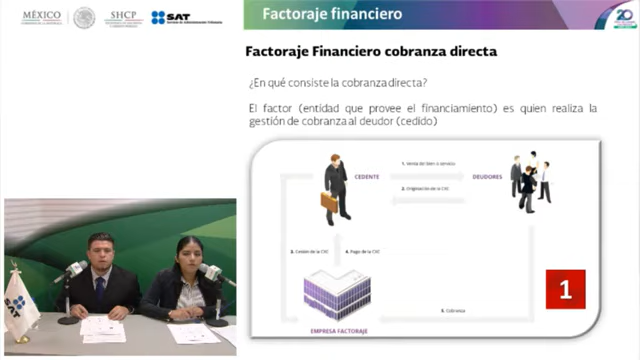 MÉXICO
SHCP
SAT
Factoraje financiero
20
Factoraje Financiero cobranza directa
¿En qué consiste la cobranza directa?
El factor (entidad que provee el financiamiento) es quien realiza la
gestión de cobranza al deudor (cedido)
CEDENTE
1. Venta del bien o servicio
DEUDORES
2. Originación de la CXC
3. Cesión de la CXC
4. Pago de la CXC
1
5. Cobranza
EMPRESA FACTORAJE
SAT